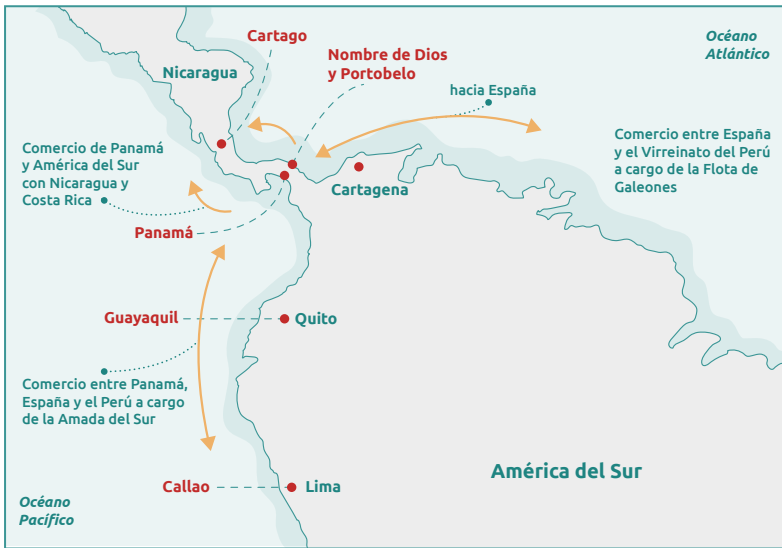 Cartago
Océano
Atlántico
Nombre de Dios
y Portobelo
Nicaragua
hacia España
Comercio de Panamá
y América del Sur
con Nicaragua y
Costa Rica
Comercio entre España
y el Virreinato del Perú
a cargo de la Flota de
Galeones
Cartagena
Panamá
Guayaquil
Quito
Comercio entre Panamá,
España y el Perú a cargo
de la Amada del Sur
América del Sur
Callao
Lima
Océano
Pacífico